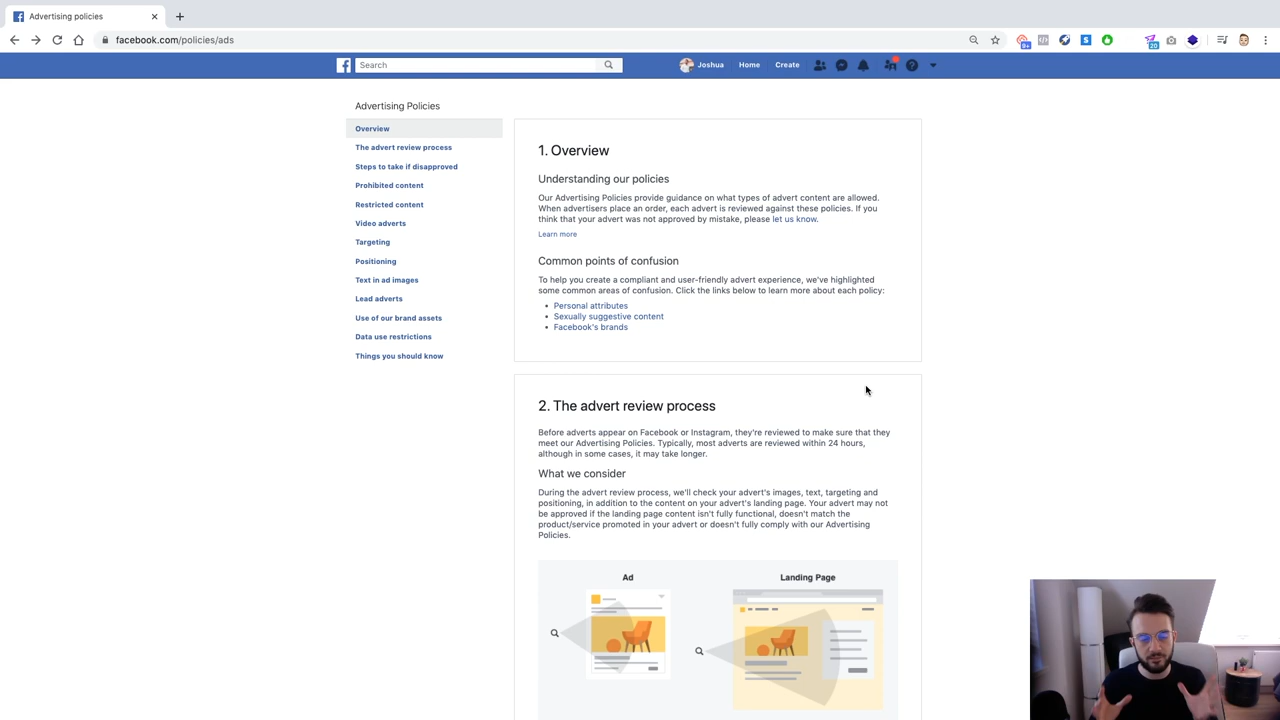 Advertising policies
facebook.com/policies/ads
9+
20
Search
Joshua
Home
Create
Advertising Policies
Overview
The advert review process
Steps to take if disapproved
Prohibited content
Restricted content
Video adverts
Targeting
Positioning
Text in ad images
Lead adverts
Use of our brand assets
Data use restrictions
Things you should know
1. Overview
Understanding our policies
Our Advertising Policies provide guidance on what types of advert content are allowed.
When advertisers place an order, each advert is reviewed against these policies. If you
think that your advert was not approved by mistake, please let us know.
Learn more
Common points of confusion
To help you create a compliant and user-friendly advert experience, we've highlighted
some common areas of confusion. Click the links below to learn more about each policy:
• Personal attributes
• Sexually suggestive content
• Facebook's brands
2. The advert review process
Before adverts appear on Facebook or Instagram, they're reviewed to make sure that they
meet our Advertising Policies. Typically, most adverts are reviewed within 24 hours,
although in some cases, it may take longer.
What we consider
During the advert review process, we'll check your advert's images, text, targeting and
positioning, in addition to the content on your advert's landing page. Your advert may not
be approved if the landing page content isn't fully functional, doesn't match the
product/service promoted in your advert or doesn't fully comply with our Advertising
Policies.
Ad
Landing Page